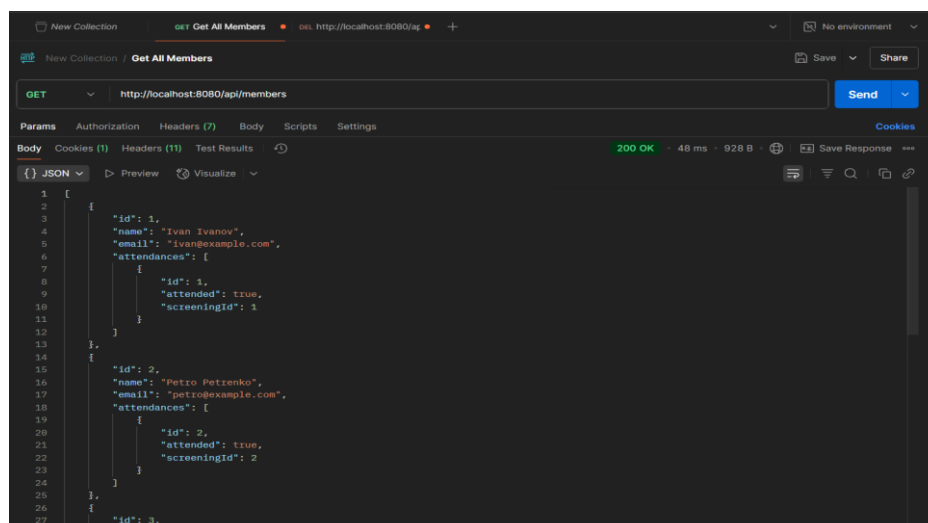 New Collection GET Get All Members DEL http://localhost:8080/ap + No environment
HTTP New Collection / Get All Members Save Share
GET http://localhost:8080/api/members Send
Params Authorization Headers (7) Body Scripts Settings Cookies
Body Cookies (1) Headers (11) Test Results 200 OK 48 ms 928 B Save Response
{} JSON Preview Visualize
1 [
2 {
3 "id": 1,
4 "name": "Ivan Ivanov",
5 "email": "ivan@example.com",
6 "attendances": [
7 {
8 "id": 1,
9 "attended": true,
10 "screeningId": 1
11 }
12 ]
13 },
14 {
15 "id": 2,
16 "name": "Petro Petrenko",
17 "email": "petro@example.com",
18 "attendances": [
19 {
20 "id": 2,
21 "attended": true,
22 "screeningId": 2
23 }
24 ]
25 },
26 {
27 "id": 3,